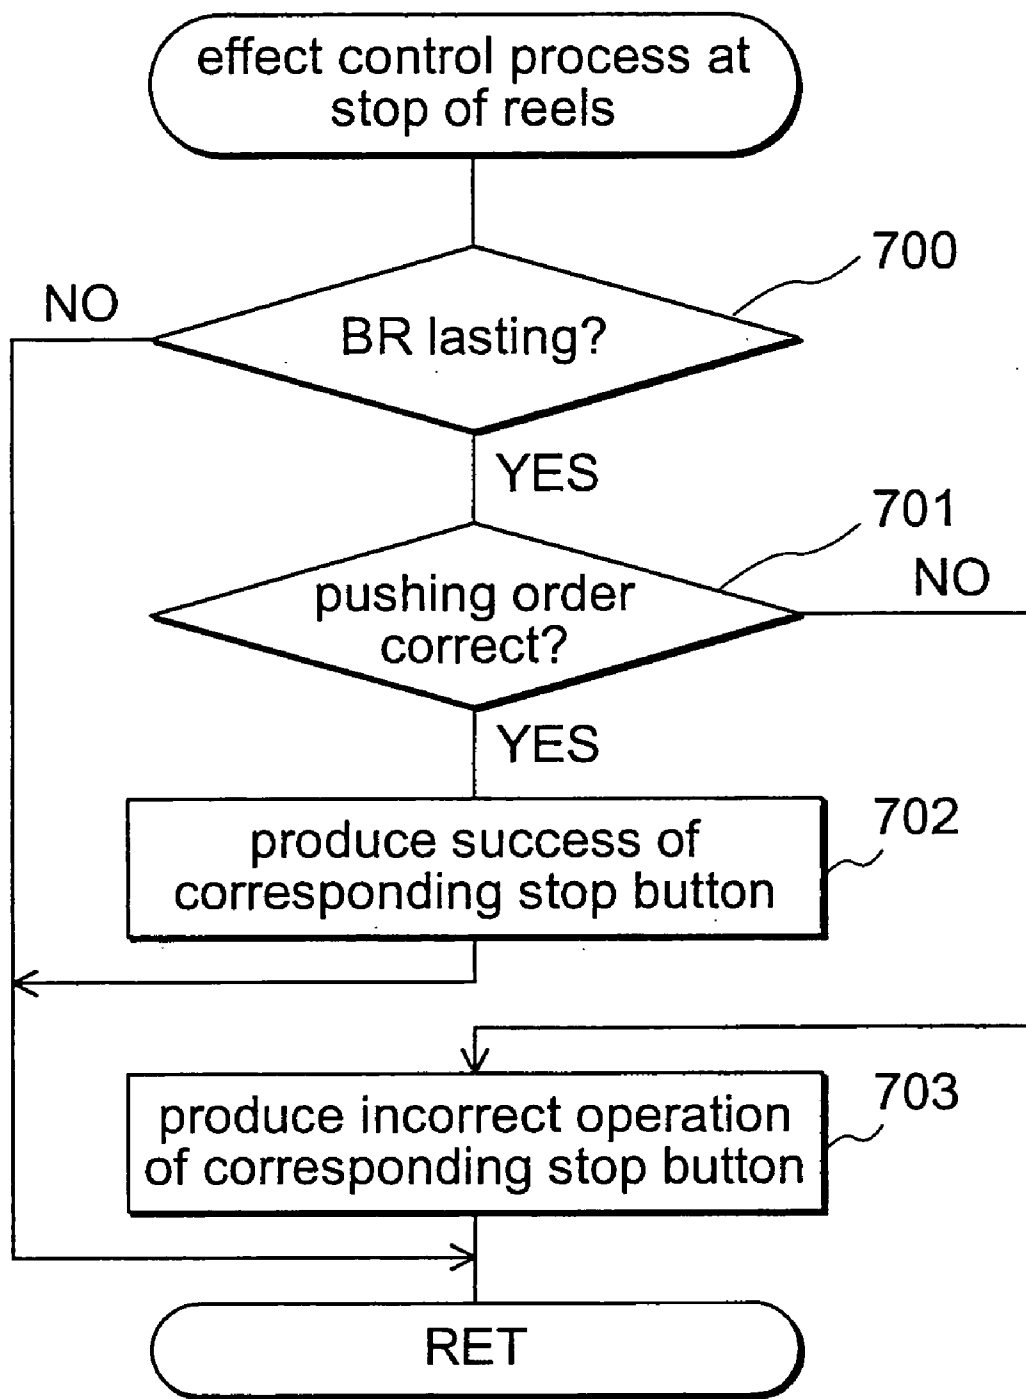 effect control process at
stop of reels
700
NO
BR lasting?
YES
701
NO
pushing order
correct?
YES
702
produce success of
corresponding stop button
703
produce incorrect operation
of corresponding stop button
RET